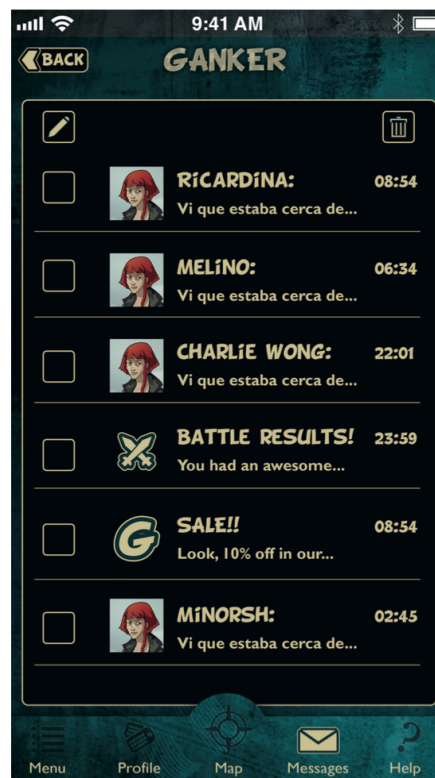 9:41 AM
BACK
GANKER
RiCARDiNA: 08:54
Vi que estaba cerca de...
MELiNO: 06:34
Vi que estaba cerca de...
CHARLiE WONG: 22:01
Vi que estaba cerca de...
BATTLE RESULTS! 23:59
You had an awesome...
G SALE!! 08:54
Look, 10% off in our...
MiNORSH: 02:45
Vi que estaba cerca de...
Menu Profile Map Messages Help